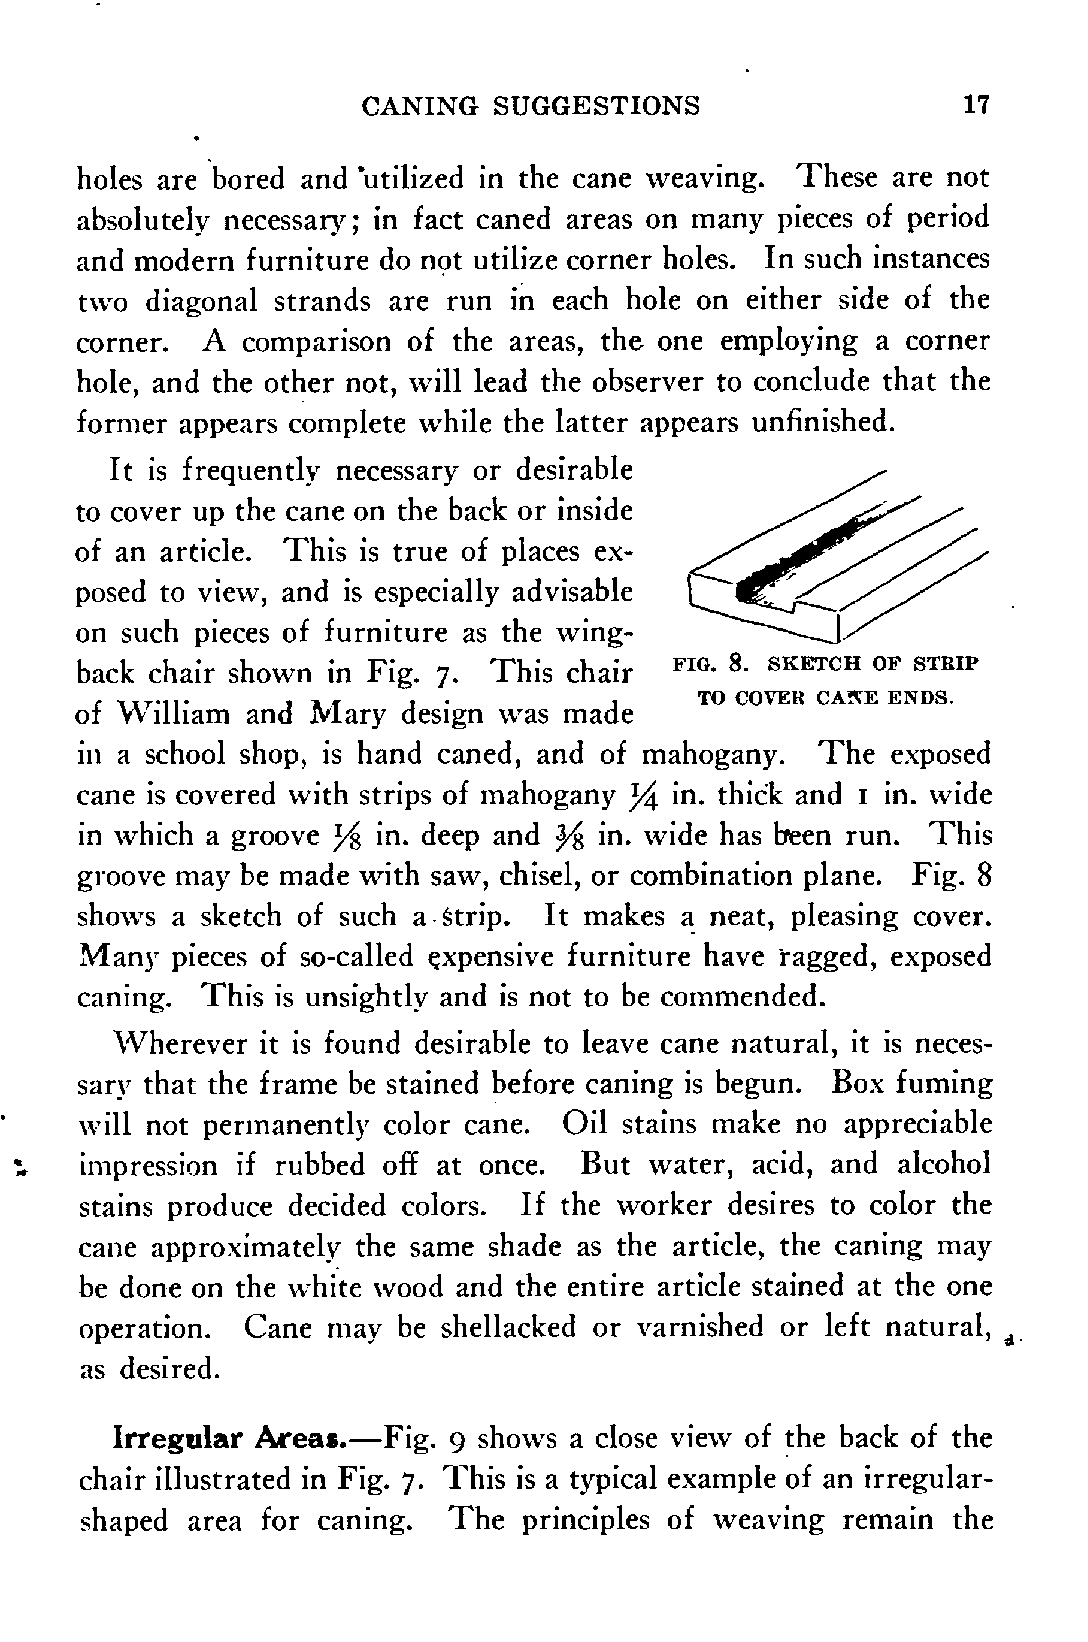 CANING SUGGESTIONS 17
holes are bored and utilized in the cane weaving. These are not
absolutely necessary; in fact caned areas on many pieces of period
and modern furniture do not utilize corner holes. In such instances
two diagonal strands are run in each hole on either side of the
corner. A comparison of the areas, the one employing a corner
hole, and the other not, will lead the observer to conclude that the
former appears complete while the latter appears unfinished.
It is frequently necessary or desirable
to cover up the cane on the back or inside
of an article. This is true of places ex-
posed to view, and is especially advisable
on such pieces of furniture as the wing-
back chair shown in Fig. 7. This chair
of William and Mary design was made
FIG. 8. SKETCH OF STRIP
TO COVER CANE ENDS.
in a school shop, is hand caned, and of mahogany. The exposed
cane is covered with strips of mahogany ¼ in. thick and 1 in. wide
in which a groove ⅛ in. deep and ⅜ in. wide has been run. This
groove may be made with saw, chisel, or combination plane. Fig. 8
shows a sketch of such a strip. It makes a neat, pleasing cover.
Many pieces of so-called expensive furniture have ragged, exposed
caning. This is unsightly and is not to be commended.
Wherever it is found desirable to leave cane natural, it is neces-
sary that the frame be stained before caning is begun. Box fuming
will not permanently color cane. Oil stains make no appreciable
impression if rubbed off at once. But water, acid, and alcohol
stains produce decided colors. If the worker desires to color the
cane approximately the same shade as the article, the caning may
be done on the white wood and the entire article stained at the one
operation. Cane may be shellacked or varnished or left natural,
as desired.
Irregular Areas.—Fig. 9 shows a close view of the back of the
chair illustrated in Fig. 7. This is a typical example of an irregular-
shaped area for caning. The principles of weaving remain the